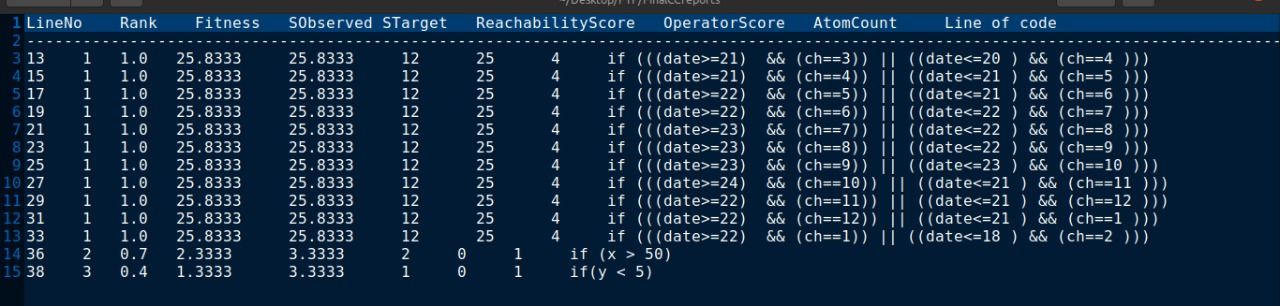 ~/Desktop/FYP/FinalCCreports
1 LineNo Rank Fitness SObserved STarget ReachabilityScore OperatorScore AtomCount Line of code
2 ----------------------------------------------------------------------------------------------------------------------------------------
3 13 1 1.0 25.8333 25.8333 12 25 4 if (((date>=21) && (ch==3)) || ((date<=20 ) && (ch==4 )))
4 15 1 1.0 25.8333 25.8333 12 25 4 if (((date>=21) && (ch==4)) || ((date<=21 ) && (ch==5 )))
5 17 1 1.0 25.8333 25.8333 12 25 4 if (((date>=22) && (ch==5)) || ((date<=21 ) && (ch==6 )))
6 19 1 1.0 25.8333 25.8333 12 25 4 if (((date>=22) && (ch==6)) || ((date<=22 ) && (ch==7 )))
7 21 1 1.0 25.8333 25.8333 12 25 4 if (((date>=23) && (ch==7)) || ((date<=22 ) && (ch==8 )))
8 23 1 1.0 25.8333 25.8333 12 25 4 if (((date>=23) && (ch==8)) || ((date<=22 ) && (ch==9 )))
9 25 1 1.0 25.8333 25.8333 12 25 4 if (((date>=23) && (ch==9)) || ((date<=23 ) && (ch==10 )))
10 27 1 1.0 25.8333 25.8333 12 25 4 if (((date>=24) && (ch==10)) || ((date<=21 ) && (ch==11 )))
11 29 1 1.0 25.8333 25.8333 12 25 4 if (((date>=22) && (ch==11)) || ((date<=21 ) && (ch==12 )))
12 31 1 1.0 25.8333 25.8333 12 25 4 if (((date>=22) && (ch==12)) || ((date<=21 ) && (ch==1 )))
13 33 1 1.0 25.8333 25.8333 12 25 4 if (((date>=22) && (ch==1)) || ((date<=18 ) && (ch==2 )))
14 36 2 0.7 2.3333 3.3333 2 0 1 if (x > 50)
15 38 3 0.4 1.3333 3.3333 1 0 1 if(y < 5)